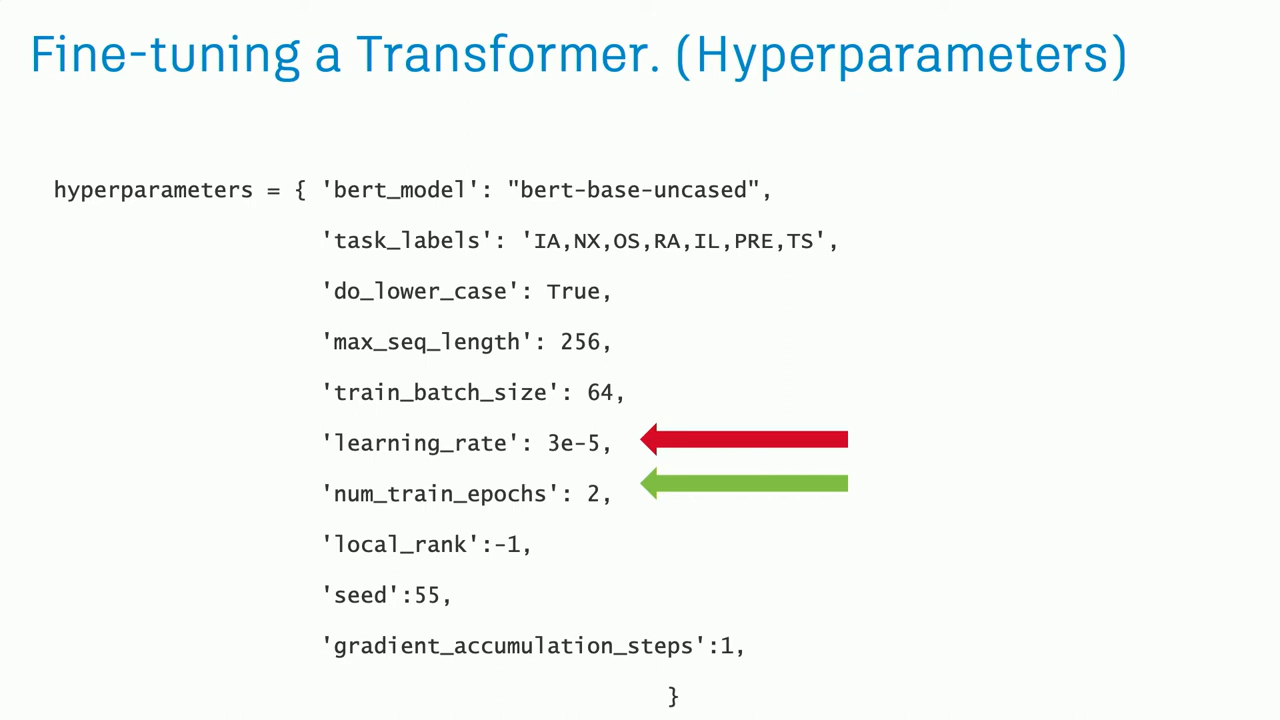 Fine-tuning a Transformer. (Hyperparameters)
hyperparameters = { 'bert_model': "bert-base-uncased",
'task_labels': 'IA,NX,OS,RA,IL,PRE,TS',
'do_lower_case': True,
'max_seq_length': 256,
'train_batch_size': 64,
'learning_rate': 3e-5,
'num_train_epochs': 2,
'local_rank':-1,
'seed':55,
'gradient_accumulation_steps':1,
}